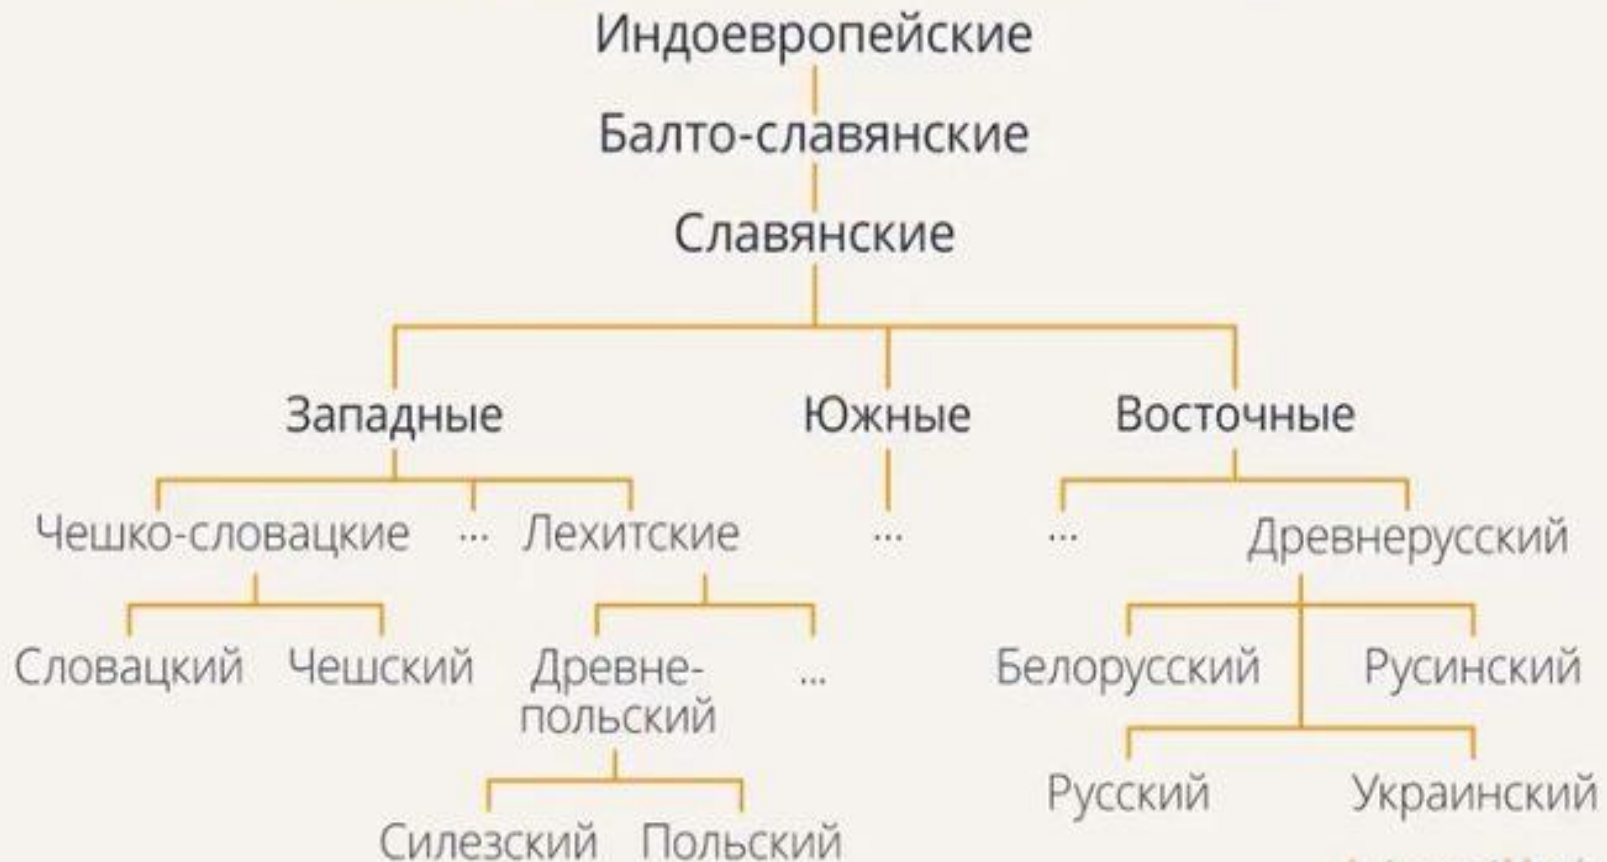 Индоевропейские
Балто-славянские
Славянские
Западные Южные Восточные
Чешко-словацкие ... Лехитские ... ... Древнерусский
Словацкий Чешский Древне- ... Белорусский Русинский
польский
Русский Украинский
Силезский Польский